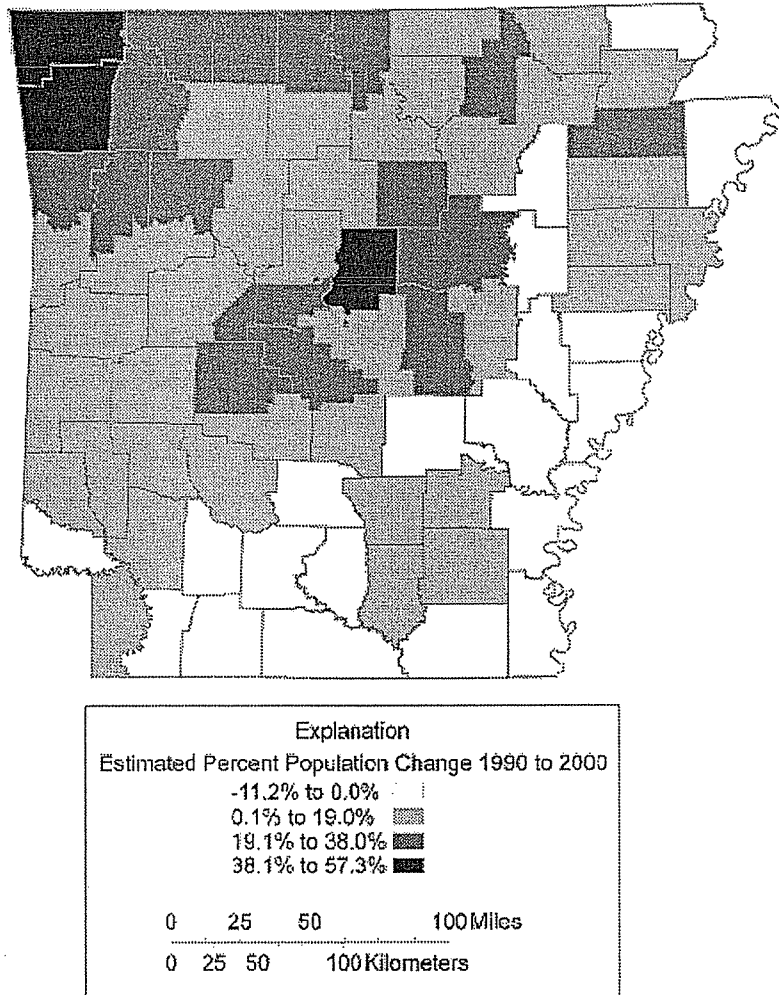 Explanation
Estimated Percent Population Change 1990 to 2000
-11.2% to 0.0%
0.1% to 19.0%
19.1% to 38.0%
38.1% to 57.3%
0 25 50 100 Miles
0 25 50 100 Kilometers